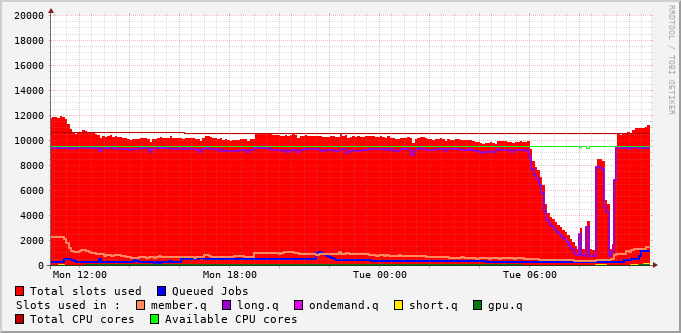 20000
18000
16000
14000
12000
10000
8000
6000
4000
2000
0
Mon 12:00 Mon 18:00 Tue 00:00 Tue 06:00
RRDTOOL / TOBI OETIKER
Total slots used Queued Jobs
Slots used in : member.q long.q ondemand.q short.q gpu.q
Total CPU cores Available CPU cores